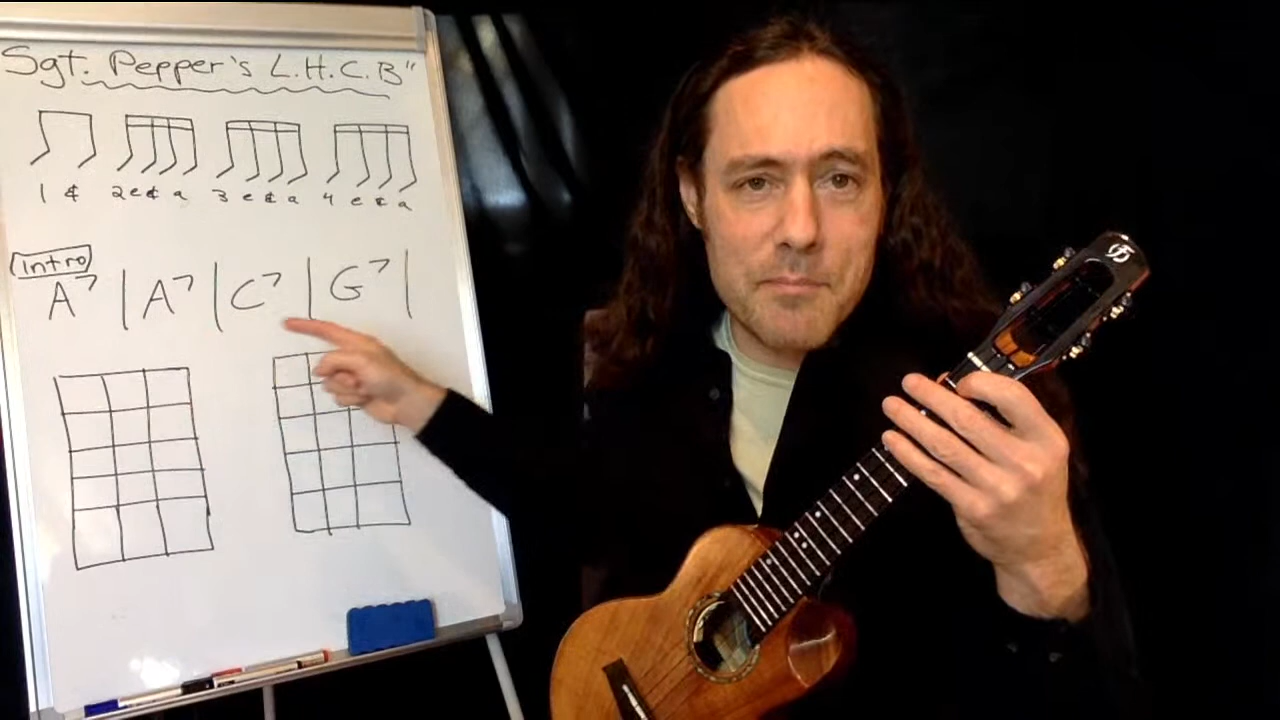 Sgt. Pepper's L.H.C.B"
1 & 2 e & a 3 e & a 4 e & a
Intro
A7 | A7 | C7 | G7 |